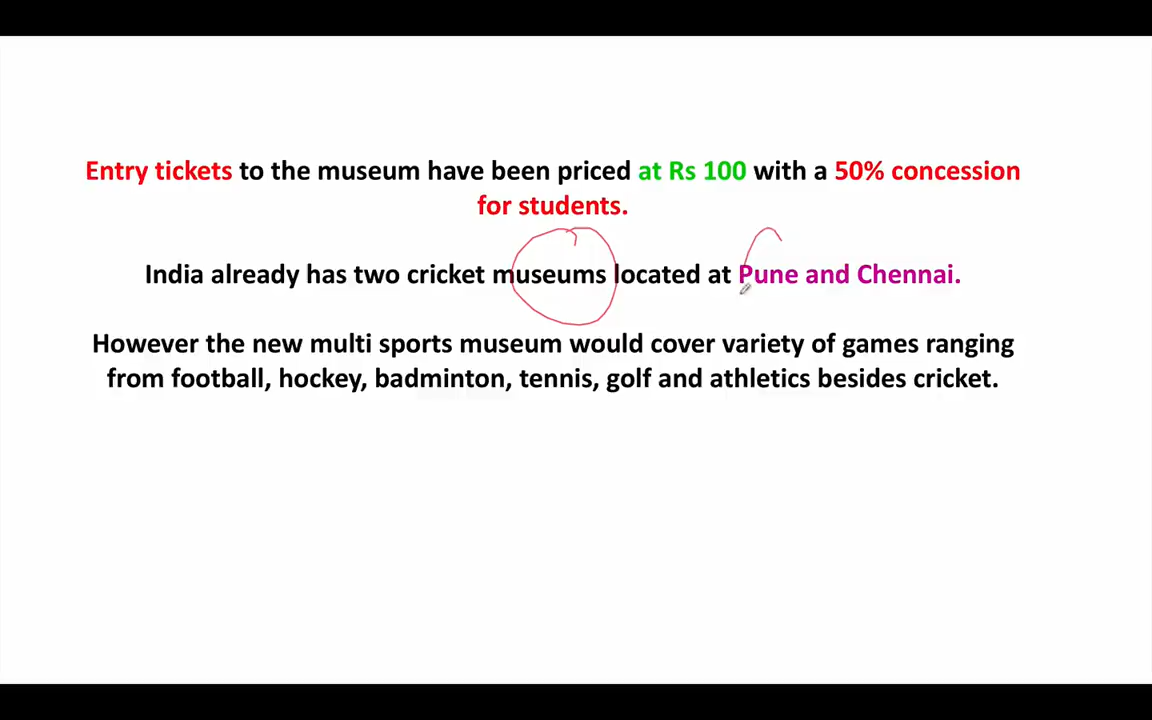 Entry tickets to the museum have been priced at Rs 100 with a 50% concession
for students.
India already has two cricket museums located at Pune and Chennai.
However the new multi sports museum would cover variety of games ranging
from football, hockey, badminton, tennis, golf and athletics besides cricket.